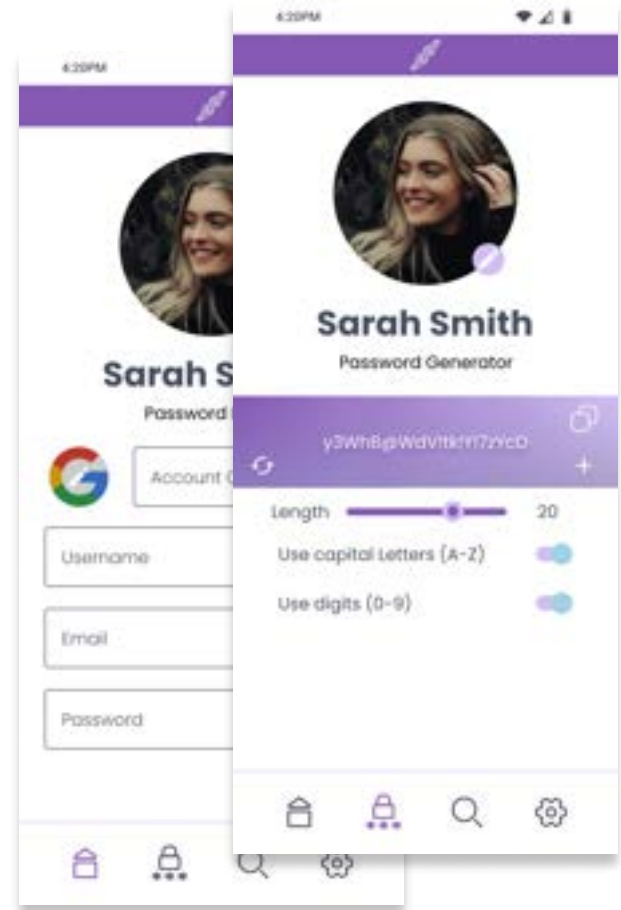 4:20PM
Sarah S
Password
Account
Username
Email
Password
4:20PM
Sarah Smith
Password Generator
Length
20
Use capital Letters (A-Z)
Use digits (0-9)